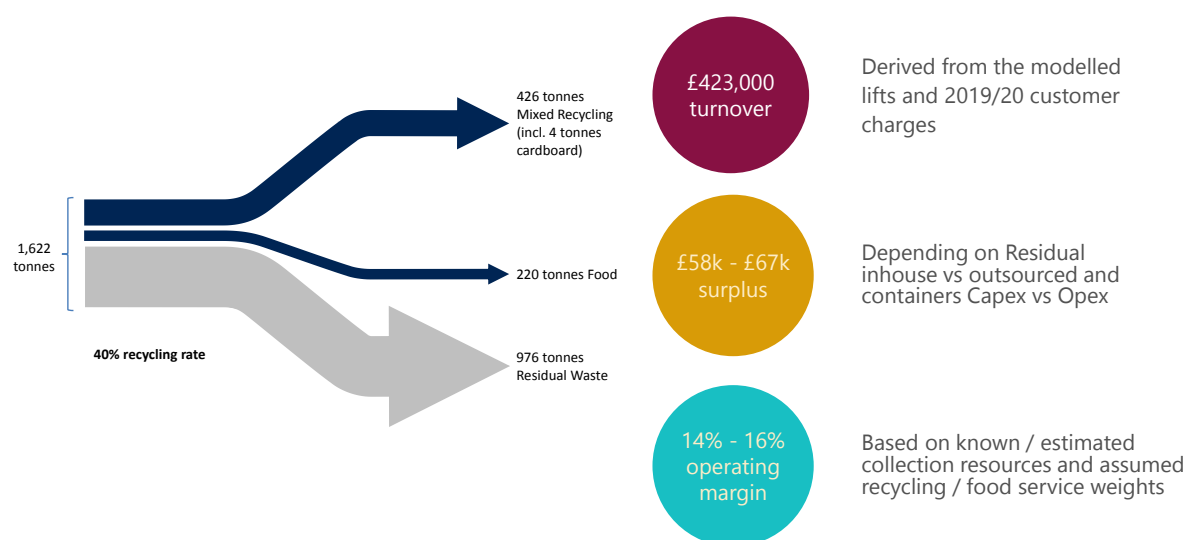 426 tonnes
Mixed Recycling
(incl. 4 tonnes
cardboard)
1,622
tonnes
220 tonnes Food
40% recycling rate
976 tonnes
Residual Waste
£423,000
turnover
Derived from the modelled
lifts and 2019/20 customer
charges
£58k - £67k
surplus
Depending on Residual
inhouse vs outsourced and
containers Capex vs Opex
14% - 16%
operating
margin
Based on known / estimated
collection resources and assumed
recycling / food service weights